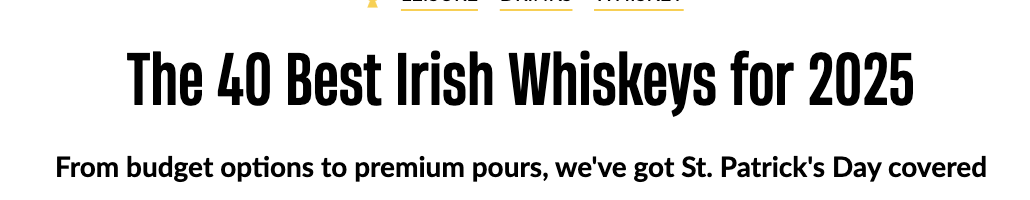 The 40 Best Irish Whiskeys for 2025
From budget options to premium pours, we've got St. Patrick's Day covered